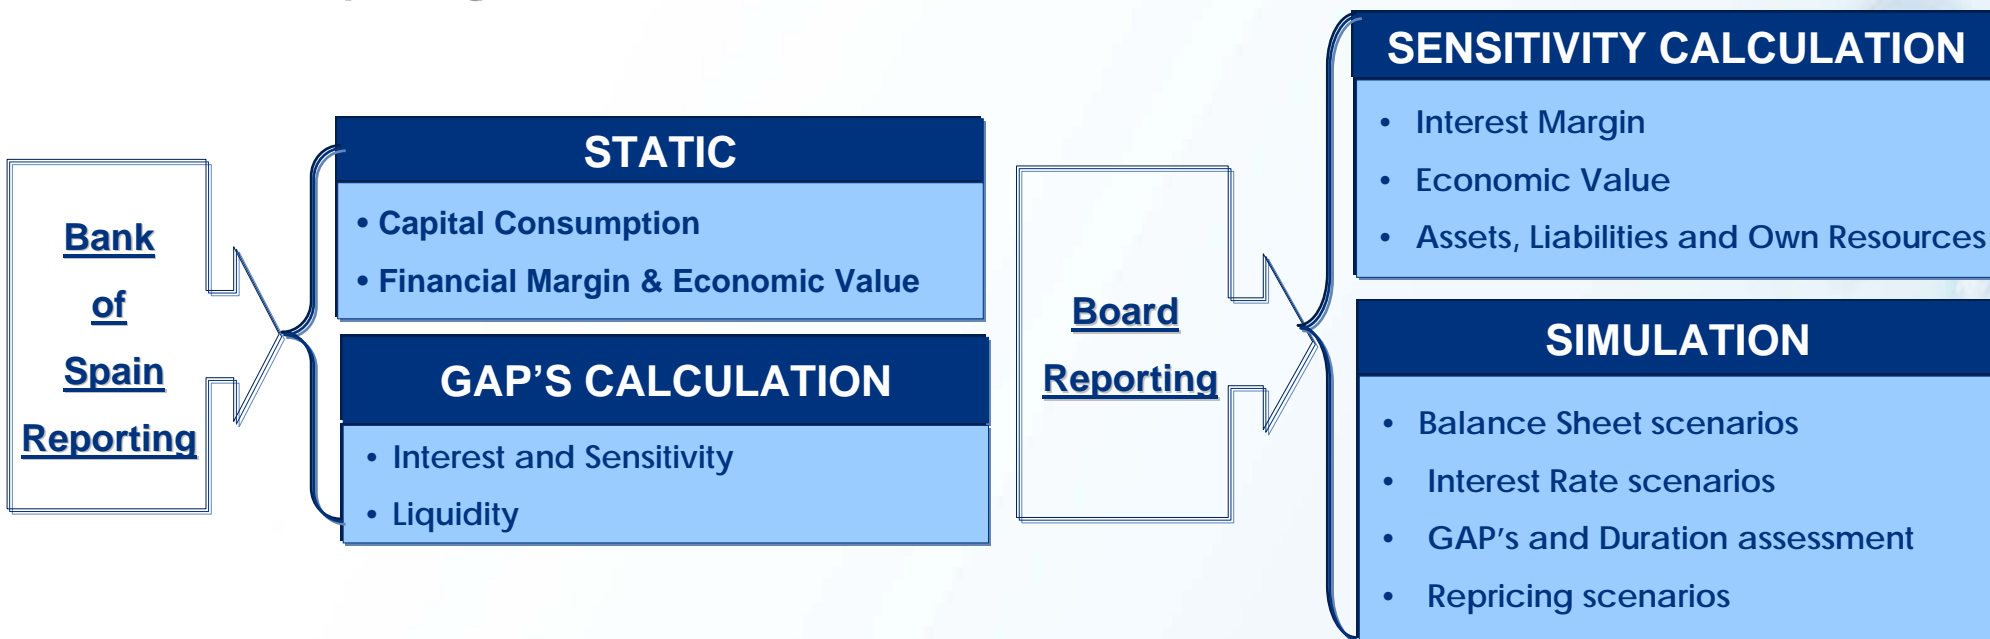 Bank
of
Spain
Reporting
STATIC
• Capital Consumption
• Financial Margin & Economic Value
GAP'S CALCULATION
• Interest and Sensitivity
• Liquidity
Board
Reporting
SENSITIVITY CALCULATION
• Interest Margin
• Economic Value
• Assets, Liabilities and Own Resources
SIMULATION
• Balance Sheet scenarios
• Interest Rate scenarios
• GAP's and Duration assessment
• Repricing scenarios